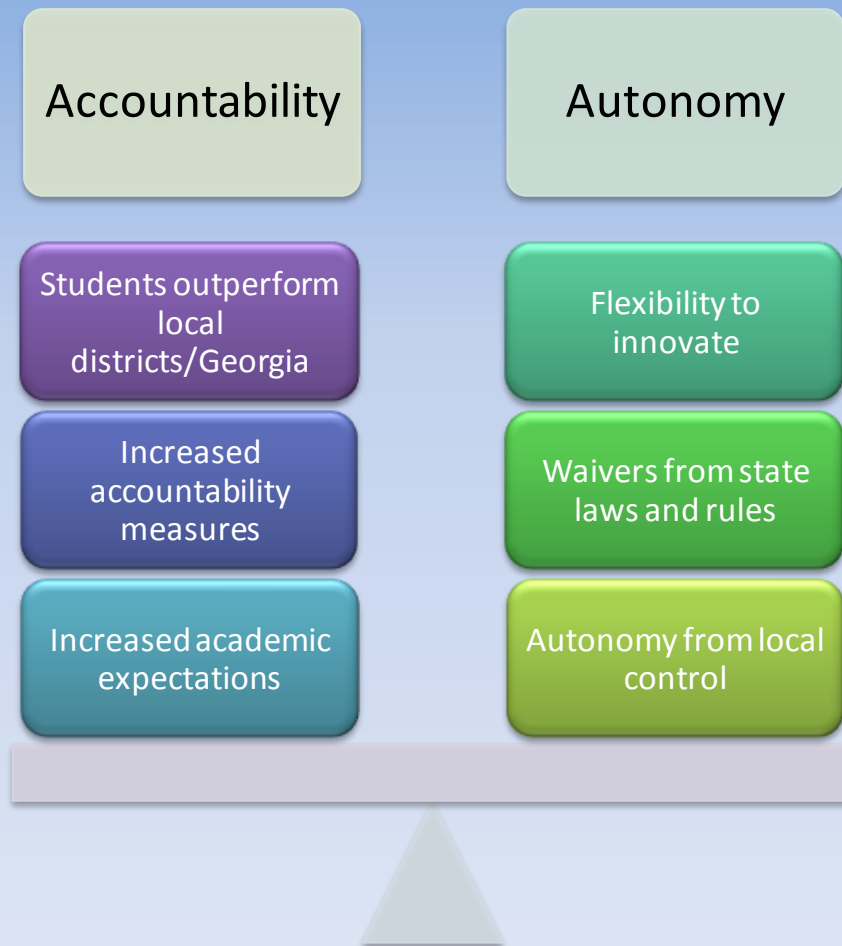 Accountability
Autonomy
Students outperform
local
districts/Georgia
Flexibility to
innovate
Increased
accountability
measures
Waivers from state
laws and rules
Increased academic
expectations
Autonomy from local
control